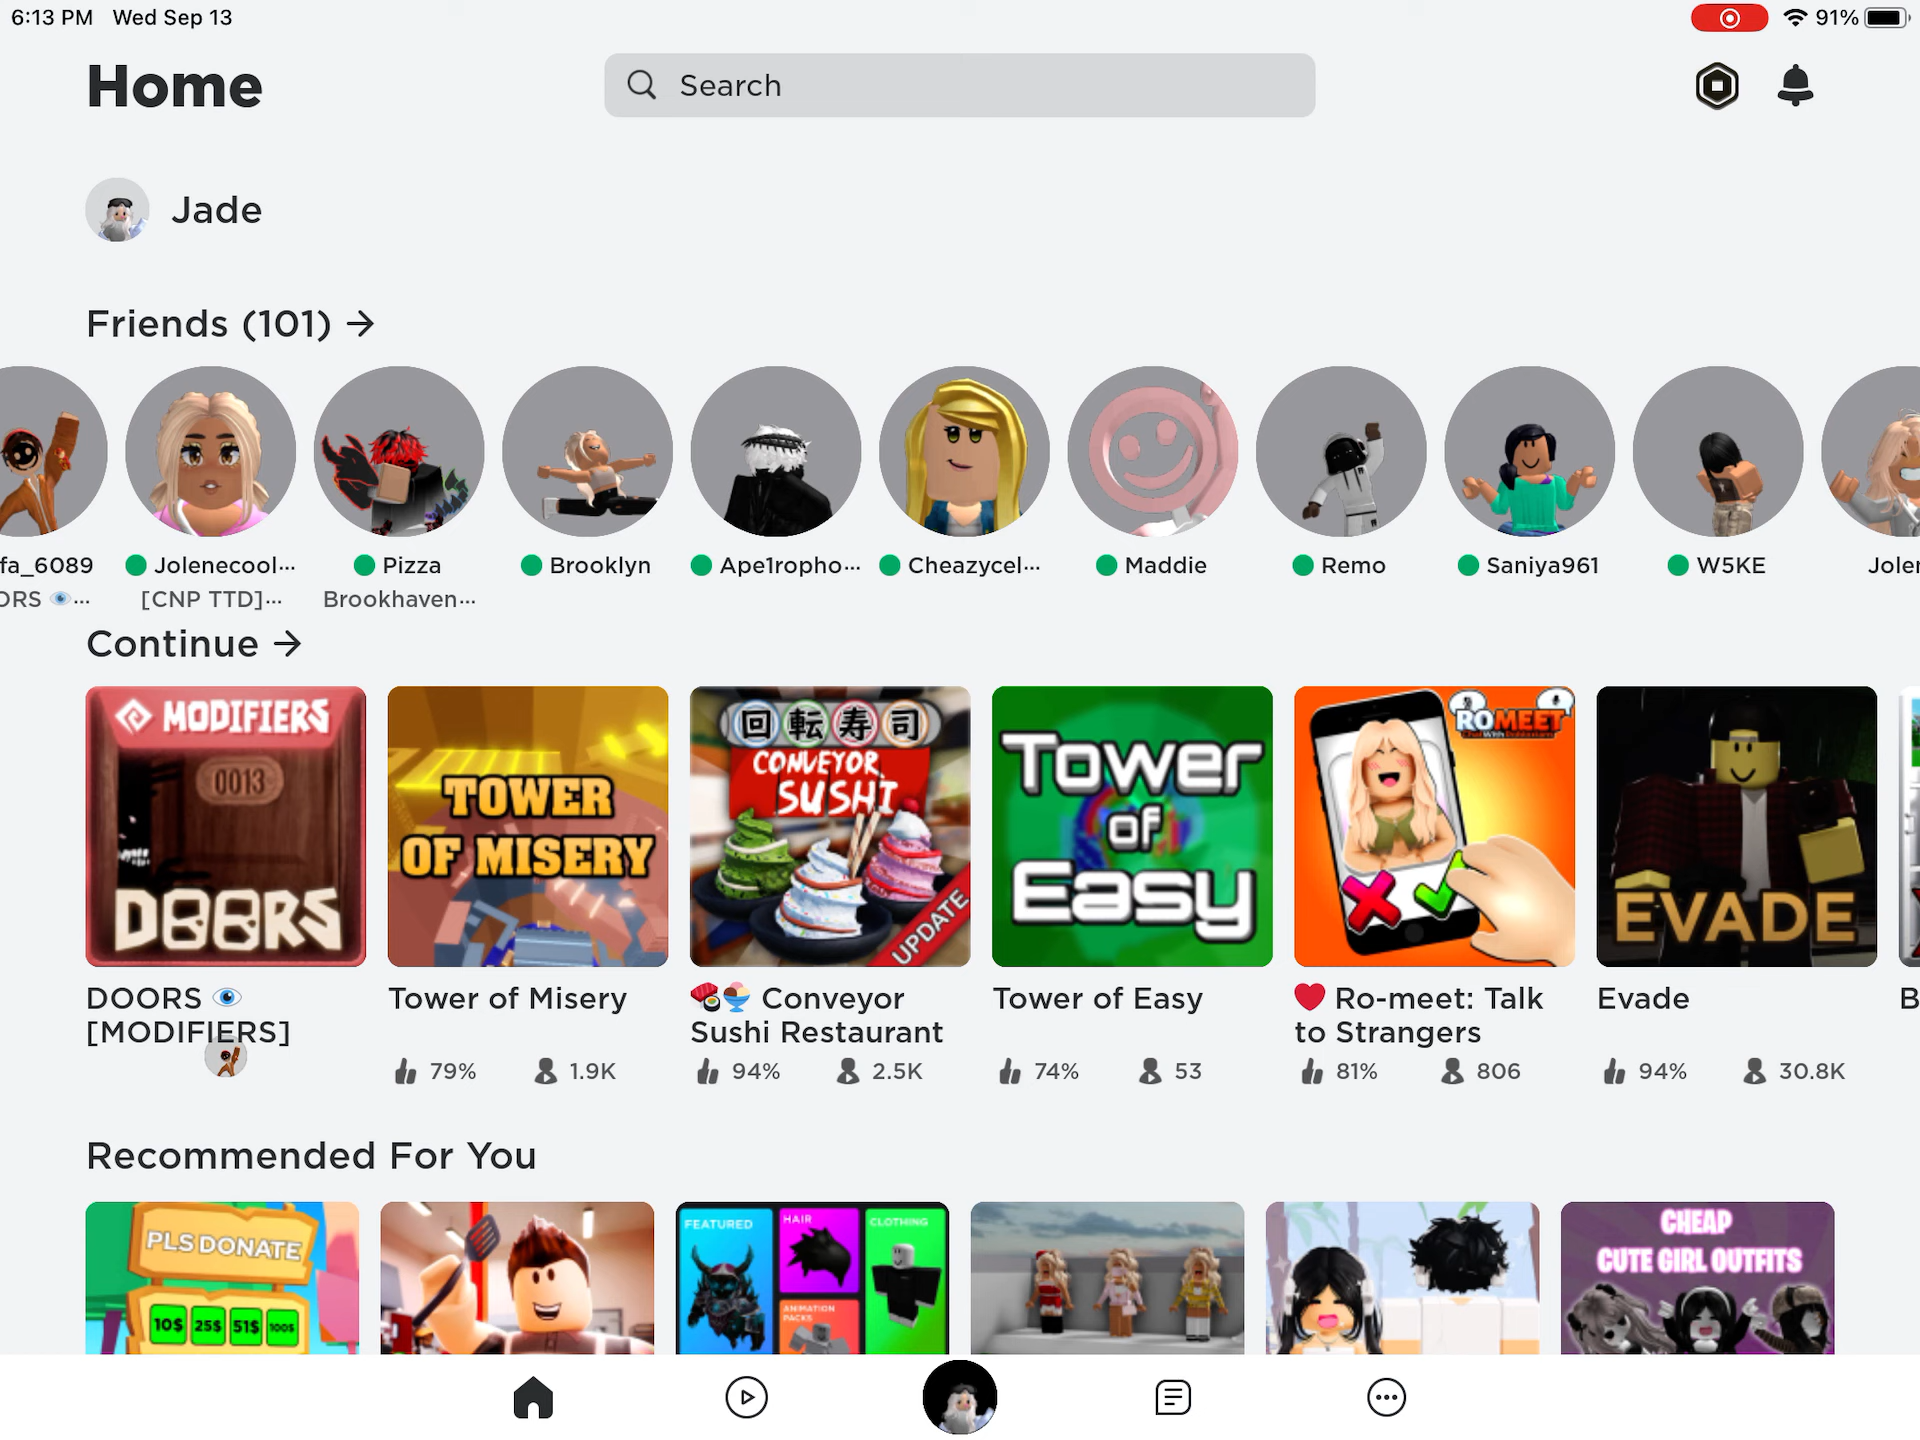 6:13 PM Wed Sep 13
91%
Home
Search
Jade
Friends (101) →
fa_6089
Jolenecool...
Pizza
Brooklyn
Ape1ropho...
Cheazycel...
Maddie
Remo
Saniya961
W5KE
Joler
ORS 👁...
[CNP TTD]...
Brookhaven...
Continue →
MODIFIERS
0013
DOORS
TOWER
OF MISERY
回転寿司
CONVEYOR
SUSHI
UPDATE
Tower
of
Easy
ROMEET
EVADE
DOORS 👁
[MODIFIERS]
Tower of Misery
79% 1.9K
🍣🍨 Conveyor
Sushi Restaurant
94% 2.5K
Tower of Easy
74% 53
❤️ Ro-meet: Talk
to Strangers
81% 806
Evade
94% 30.8K
B
Recommended For You
PLS DONATE
10$ 25$ 51$ 100$
FEATURED
HAIR
CLOTHING
ANIMATION
PACKS
CHEAP
CUTE GIRL OUTFITS